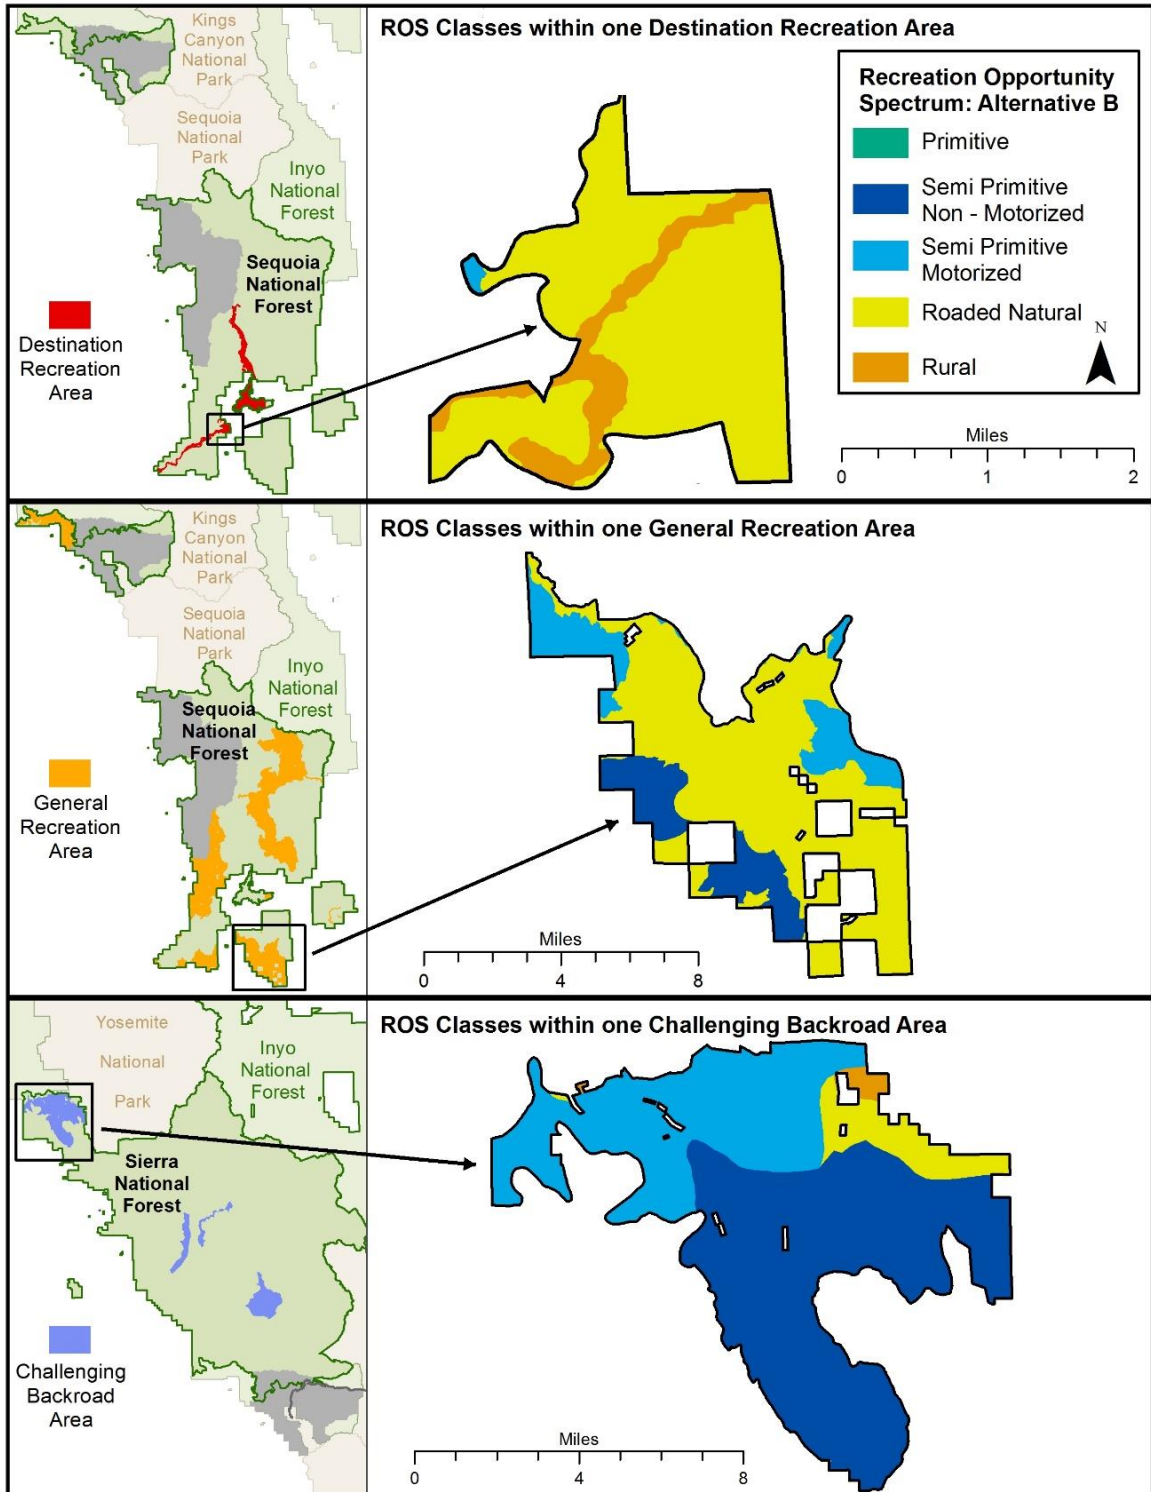 Kings
Canyon
National
Park
Sequoia
National
Park
Inyo
National
Forest
Sequoia
National
Forest
Destination
Recreation
Area
ROS Classes within one Destination Recreation Area
Recreation Opportunity
Spectrum: Alternative B
Primitive
Semi Primitive
Non - Motorized
Semi Primitive
Motorized
Roaded Natural
Rural
N
Miles
0 1 2
Kings
Canyon
National
Park
Sequoia
National
Park
Inyo
National
Forest
Sequoia
National
Forest
General
Recreation
Area
ROS Classes within one General Recreation Area
Miles
0 4 8
Yosemite
National
Park
Inyo
National
Forest
Sierra
National
Forest
Challenging
Backroad
Area
ROS Classes within one Challenging Backroad Area
Miles
0 4 8